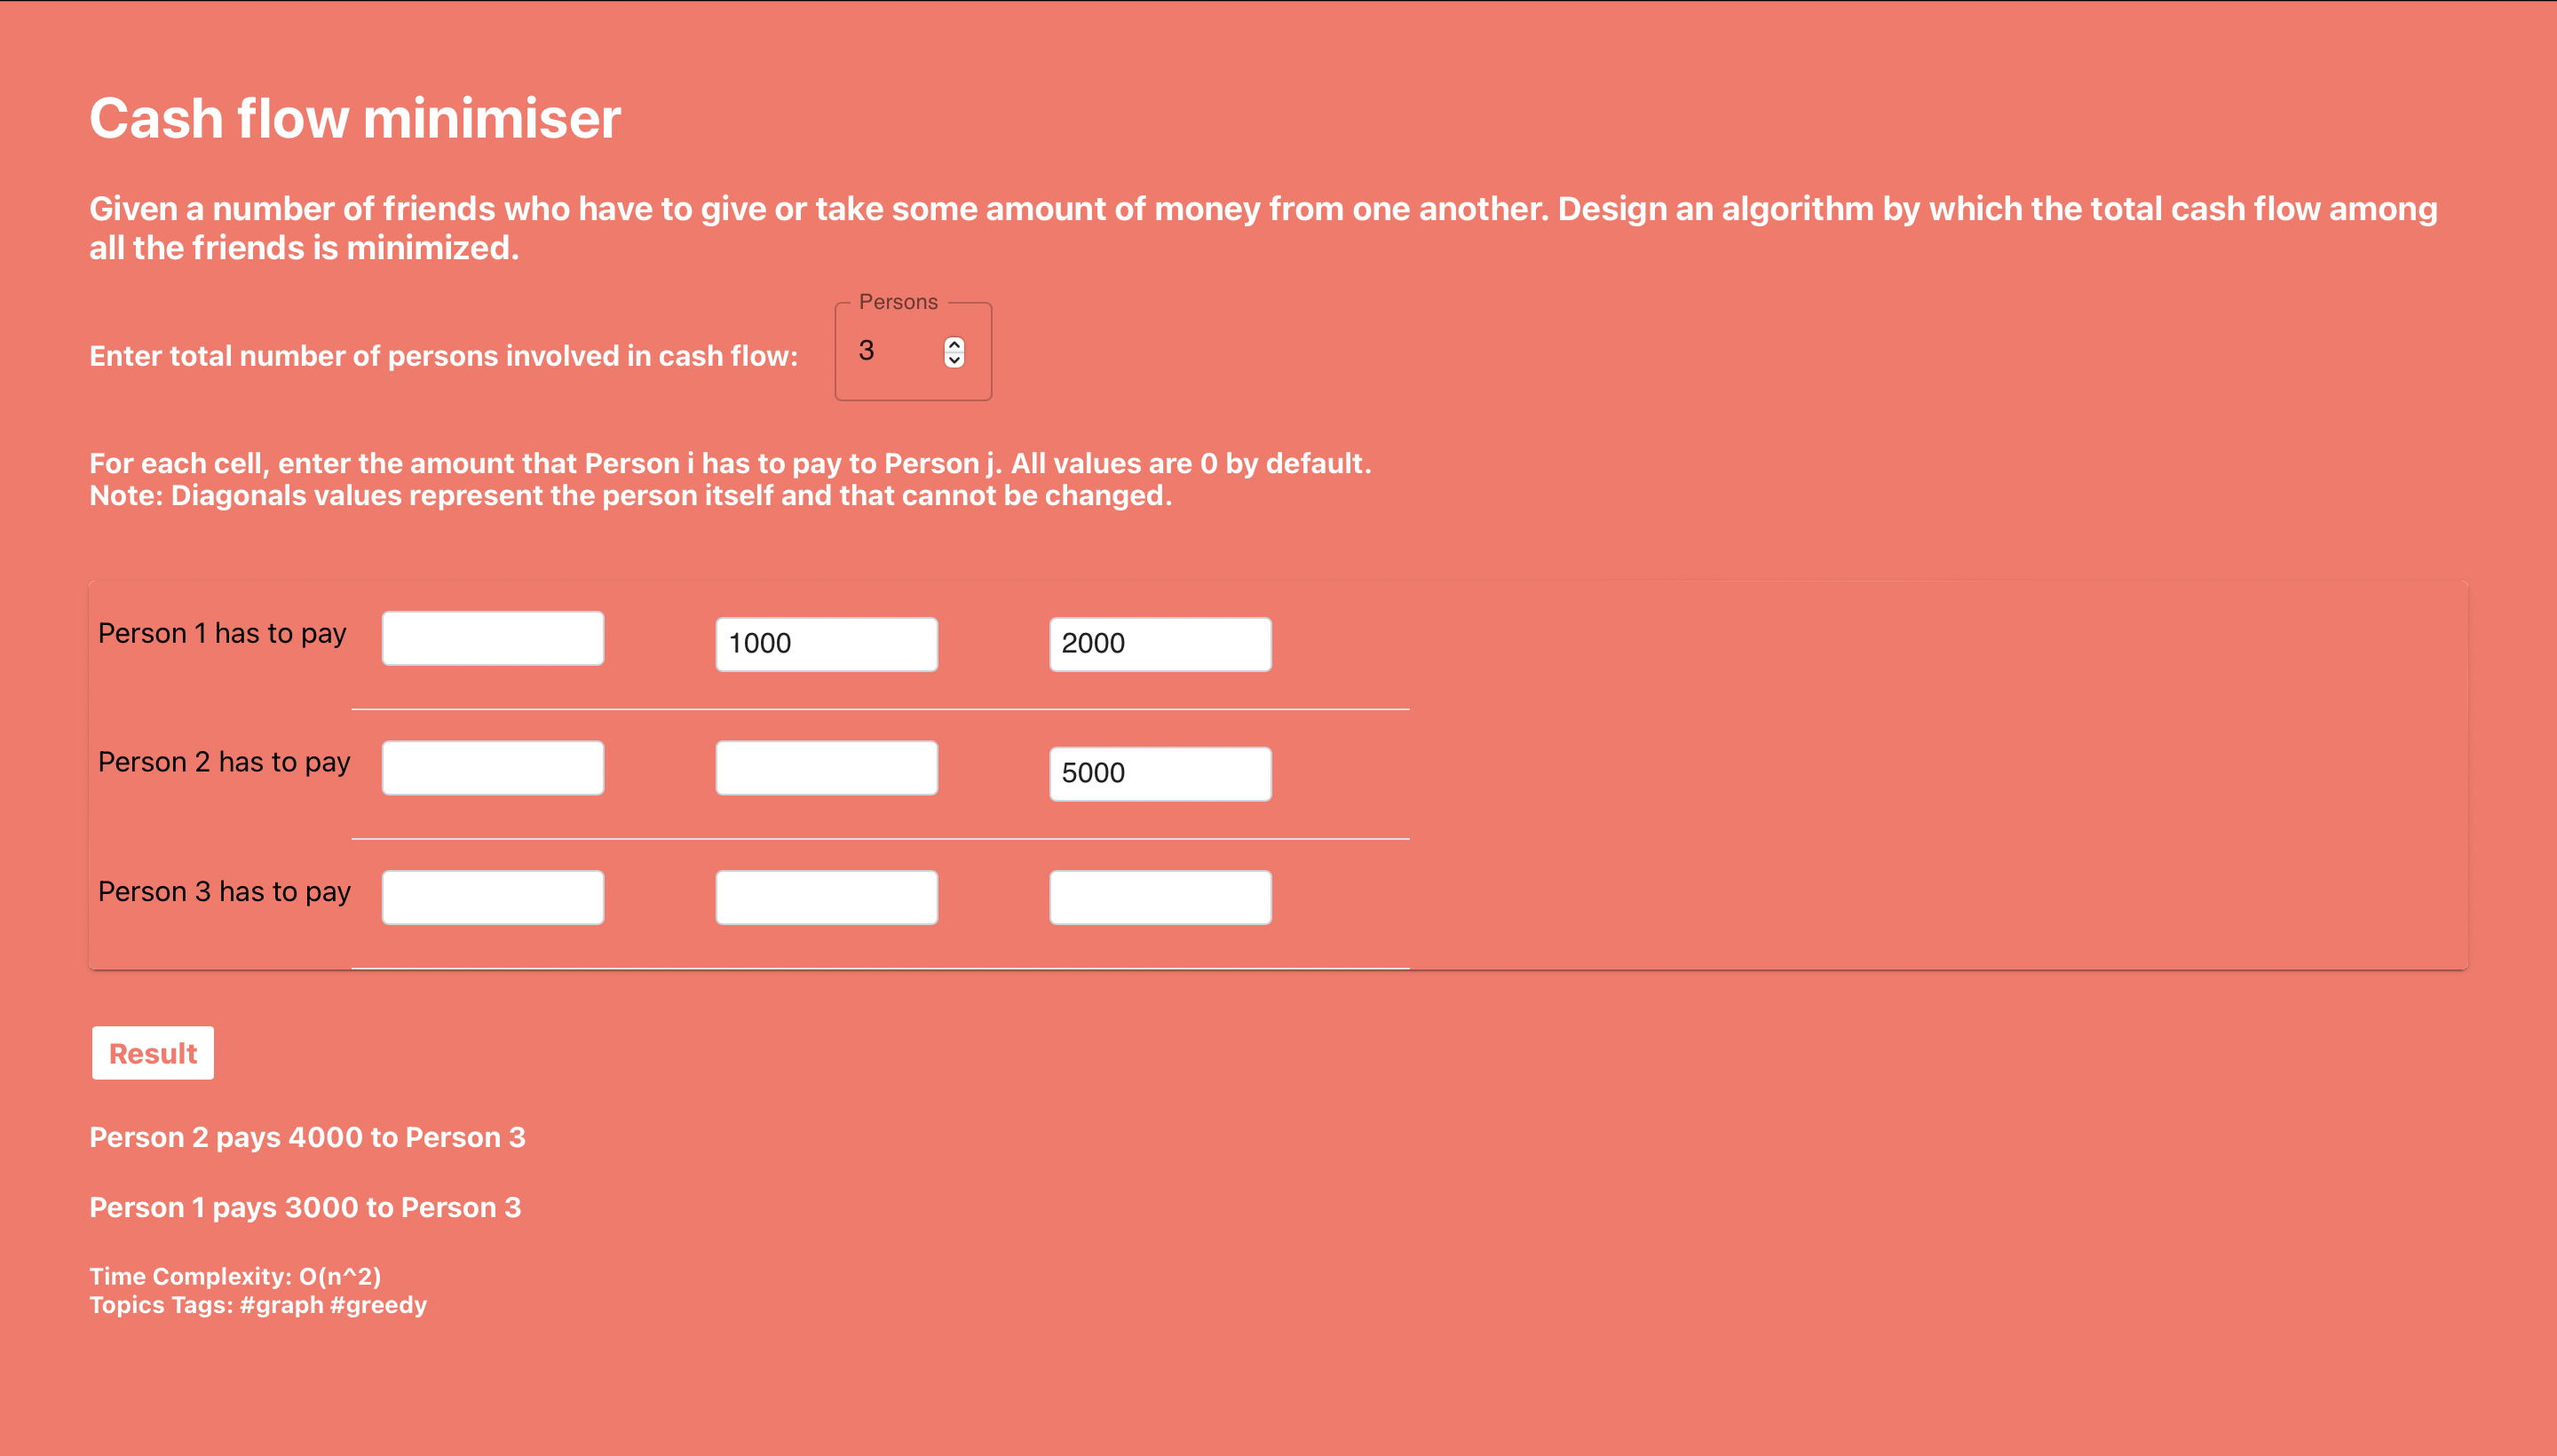 Cash flow minimiser
Given a number of friends who have to give or take some amount of money from one another. Design an algorithm by which the total cash flow among
all the friends is minimized.
Persons
Enter total number of persons involved in cash flow: 3
For each cell, enter the amount that Person i has to pay to Person j. All values are 0 by default.
Note: Diagonals values represent the person itself and that cannot be changed.
Person 1 has to pay 1000 2000
Person 2 has to pay 5000
Person 3 has to pay
Result
Person 2 pays 4000 to Person 3
Person 1 pays 3000 to Person 3
Time Complexity: O(n^2)
Topics Tags: #graph #greedy